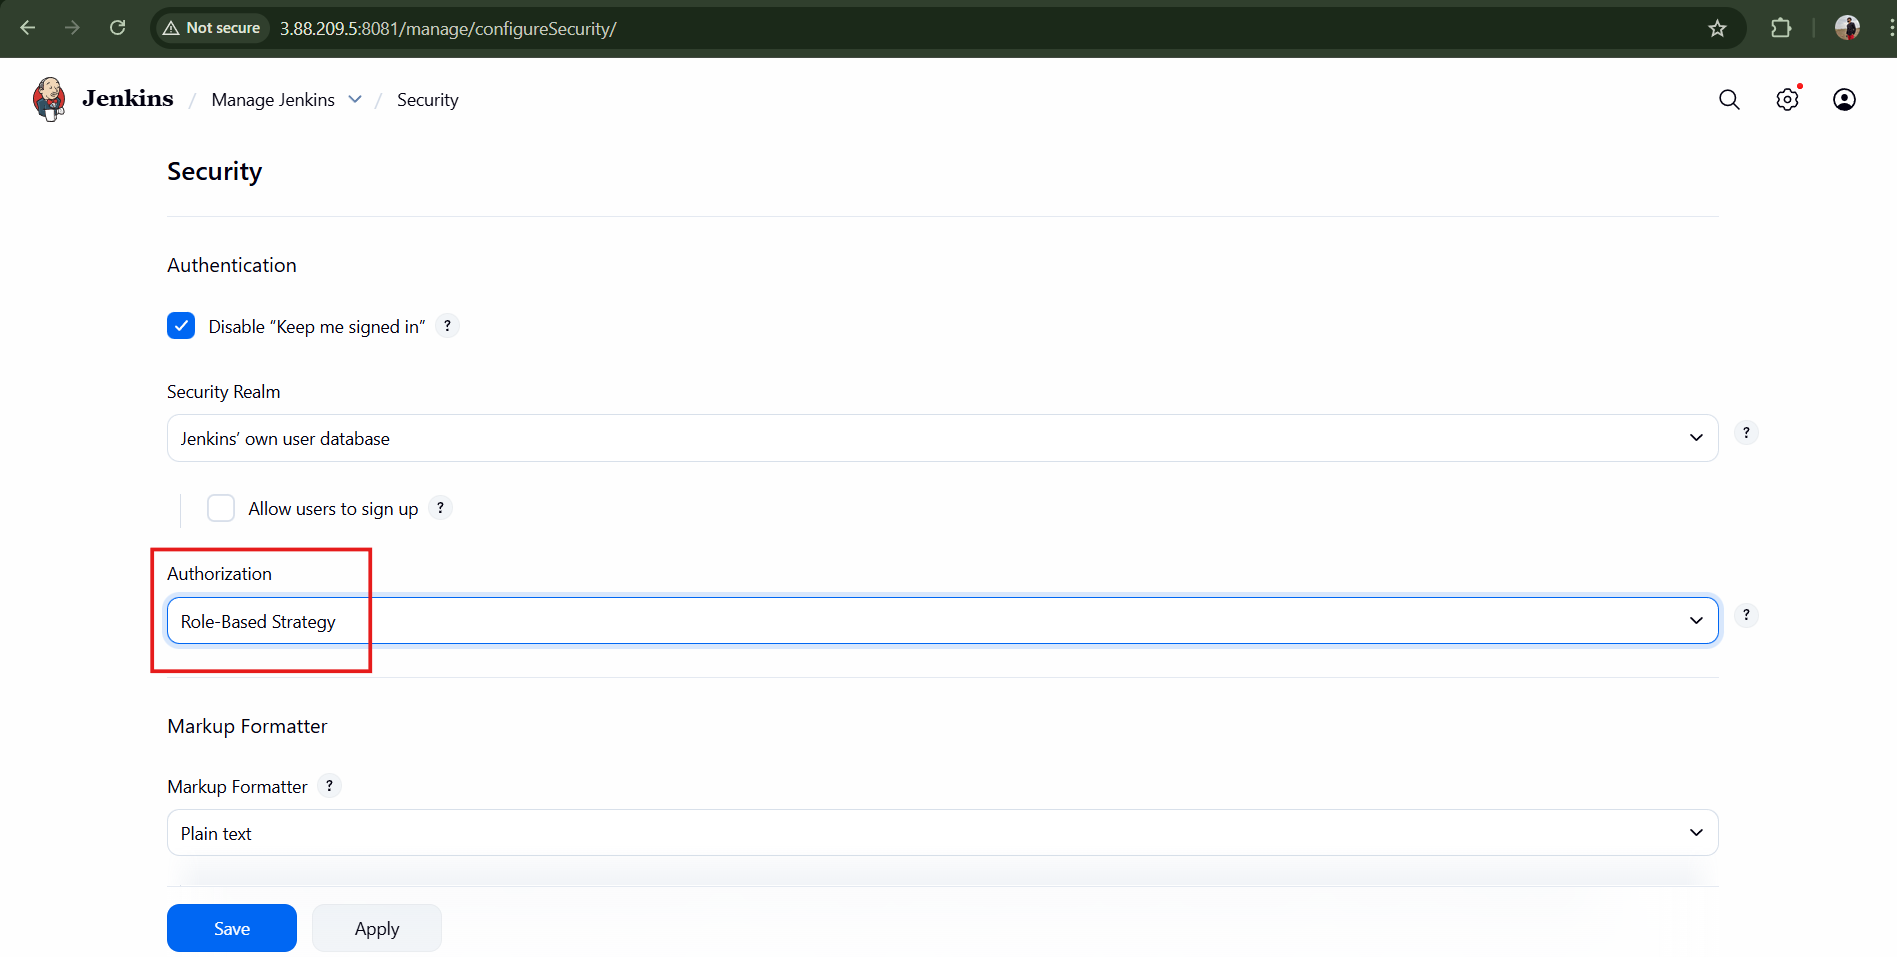 Not secure 3.88.209.5:8081/manage/configureSecurity/
Jenkins / Manage Jenkins / Security
Security
Authentication
Disable “Keep me signed in” ?
Security Realm
Jenkins’ own user database ?
Allow users to sign up ?
Authorization
Role-Based Strategy ?
Markup Formatter
Markup Formatter ?
Plain text
Save Apply